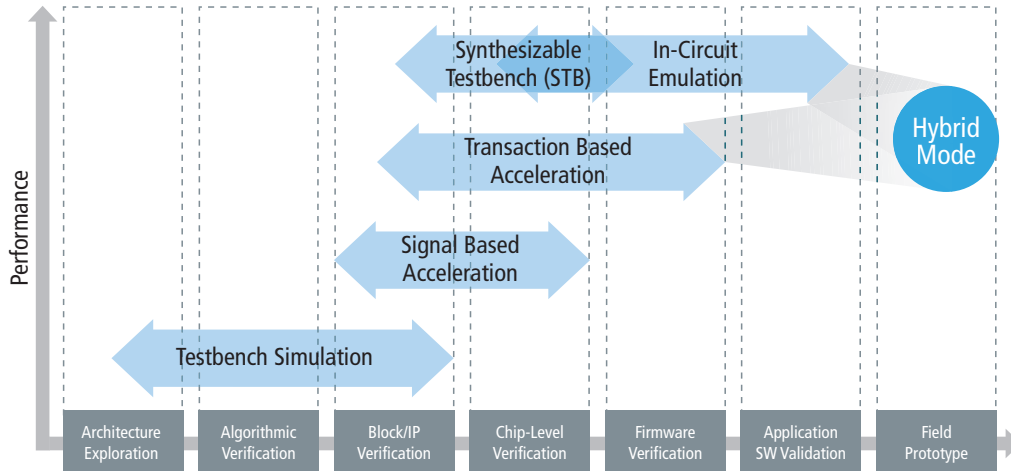 Performance
Synthesizable
Testbench (STB)
In-Circuit
Emulation
Hybrid
Mode
Transaction Based
Acceleration
Signal Based
Acceleration
Testbench Simulation
Architecture
Exploration
Algorithmic
Verification
Block/IP
Verification
Chip-Level
Verification
Firmware
Verification
Application
SW Validation
Field
Prototype